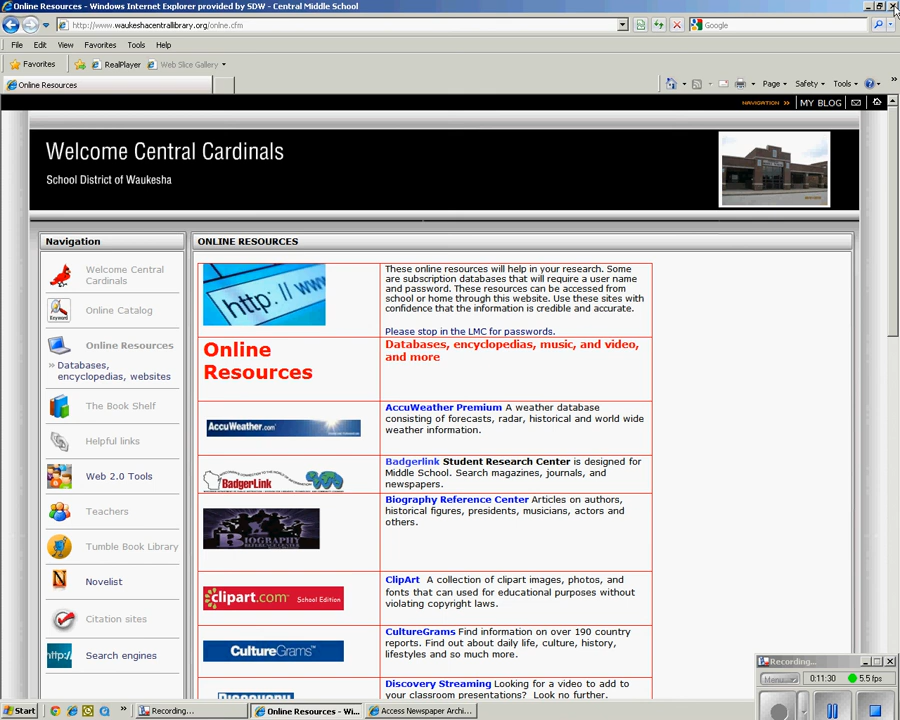 Online Resources - Windows Internet Explorer provided by SDW - Central Middle School
http://www.waukeshacentrallibrary.org/online.cfm
Google
File Edit View Favorites Tools Help
Favorites RealPlayer Web Slice Gallery
Online Resources
Page Safety Tools
NAVIGATION »» MY BLOG
Welcome Central Cardinals
School District of Waukesha
Navigation
Welcome Central
Cardinals
Keyword
Online Catalog
Online Resources
»» Databases,
encyclopedias, websites
The Book Shelf
Helpful links
Web 2.0 Tools
Teachers
Tumble Book Library
N
Novelist
Citation sites
http:/
Search engines
ONLINE RESOURCES
http: // www
These online resources will help in your research. Some
are subscription databases that will require a user name
and password. These resources can be accessed from
school or home through this website. Use these sites with
confidence that the information is credible and accurate.
Please stop in the LMC for passwords.
Online
Resources
Databases, encyclopedias, music, and video,
and more
AccuWeather.com
AccuWeather Premium A weather database
consisting of forecasts, radar, historical and world wide
weather information.
BadgerLink
Badgerlink Student Research Center is designed for
Middle School. Search magazines, journals, and
newspapers.
BIOGRAPHY
REFERENCE CENTER
Biography Reference Center Articles on authors,
historical figures, presidents, musicians, actors and
others.
clipart.com School Edition
ClipArt A collection of clipart images, photos, and
fonts that can used for educational purposes without
violating copyright laws.
CultureGrams™
CultureGrams Find information on over 190 country
reports. Find out about daily life, culture, history,
lifestyles and so much more.
Discovery
Discovery Streaming Looking for a video to add to
your classroom presentations? Look no further.
Recording...
Menu 0:11:30 5.5 fps
Start Recording... Online Resources - Wi... Access Newspaper Archi...